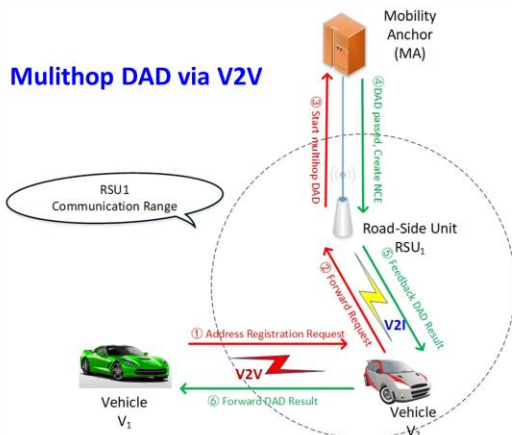 Mobility
Anchor
(MA)
Mulithop DAD via V2V
③ Start multihop DAD
④DAD passed, Create NCE
RSU1
Communication Range
Road-Side Unit
RSU₁
② Forward Request
⑤ Feedback DAD Result
V2I
① Address Registration Request
V2V
⑥ Forward DAD Result
Vehicle
V₁
Vehicle